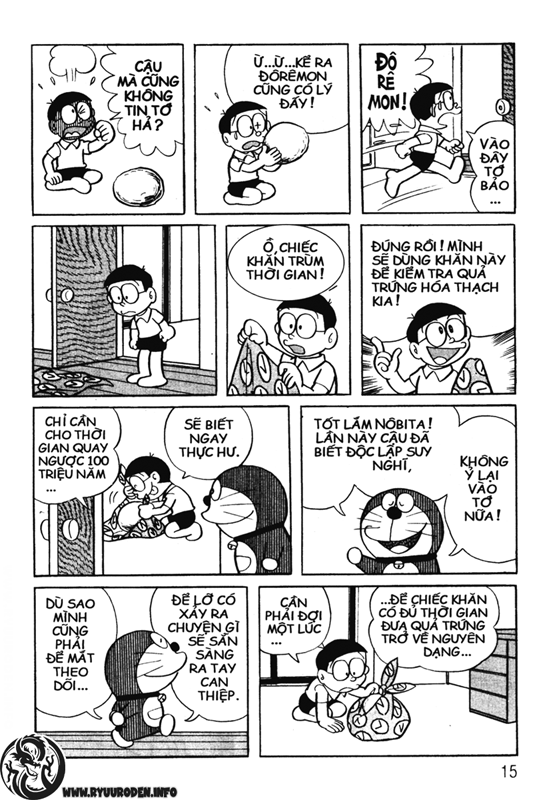 CẬU
MÀ CŨNG
KHÔNG
TIN TỚ
HẢ?
Ừ...Ừ...KỂ RA
ĐÔRÊMON
CŨNG CÓ LÝ
ĐẤY!
ĐÔ
RÊ
MON!
VÀO
ĐÂY TỚ
BẢO
...
Ồ, CHIẾC
KHĂN TRÙM
THỜI GIAN!
ĐÚNG RỒI! MÌNH
SẼ DÙNG KHĂN NÀY
ĐỂ KIỂM TRA QUẢ
TRỨNG HÓA THẠCH
KIA!
CHỈ CẦN
CHO THỜI
GIAN QUAY
NGƯỢC 100
TRIỆU NĂM
...
SẼ BIẾT
NGAY
THỰC HƯ.
TỐT LẮM NÔBITA!
LẦN NÀY CẬU ĐÃ
BIẾT ĐỘC LẬP SUY
NGHĨ,
KHÔNG
Ỷ LẠI
VÀO TỚ
NỮA!
DÙ SAO
MÌNH
CŨNG
PHẢI
ĐỂ MẮT
THEO
DÕI...
ĐỂ LỠ CÓ
XẢY RA
CHUYỆN GÌ
SẼ SẴN
SÀNG
RA TAY
CAN
THIỆP.
CẦN
PHẢI ĐỢI
MỘT LÚC
...
...ĐỂ CHIẾC KHĂN
CÓ ĐỦ THỜI GIAN
ĐƯA QUẢ TRỨNG
TRỞ VỀ NGUYÊN
DẠNG...
15
WWW.RYUURODEN.INFO